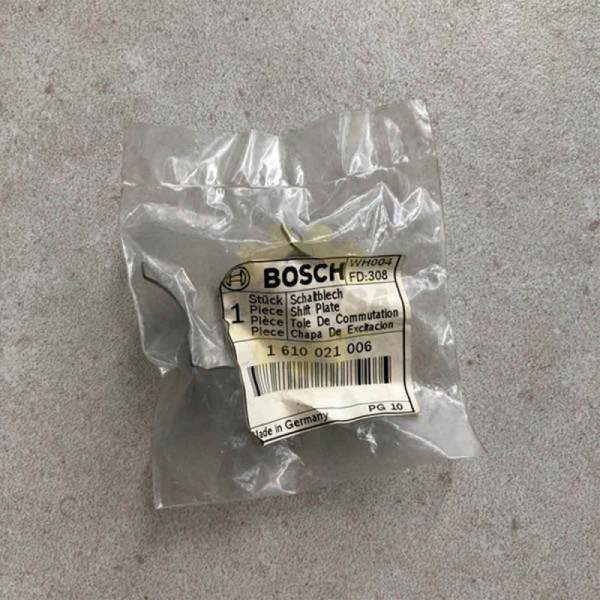 BOSCH
WH004
FD:308
1
Stück Schaltblech
Piece Shift Plate
Pièce Tole De Commutation
Piece Chapa De Excitacion
1 610 021 006
Made in Germany PG 10